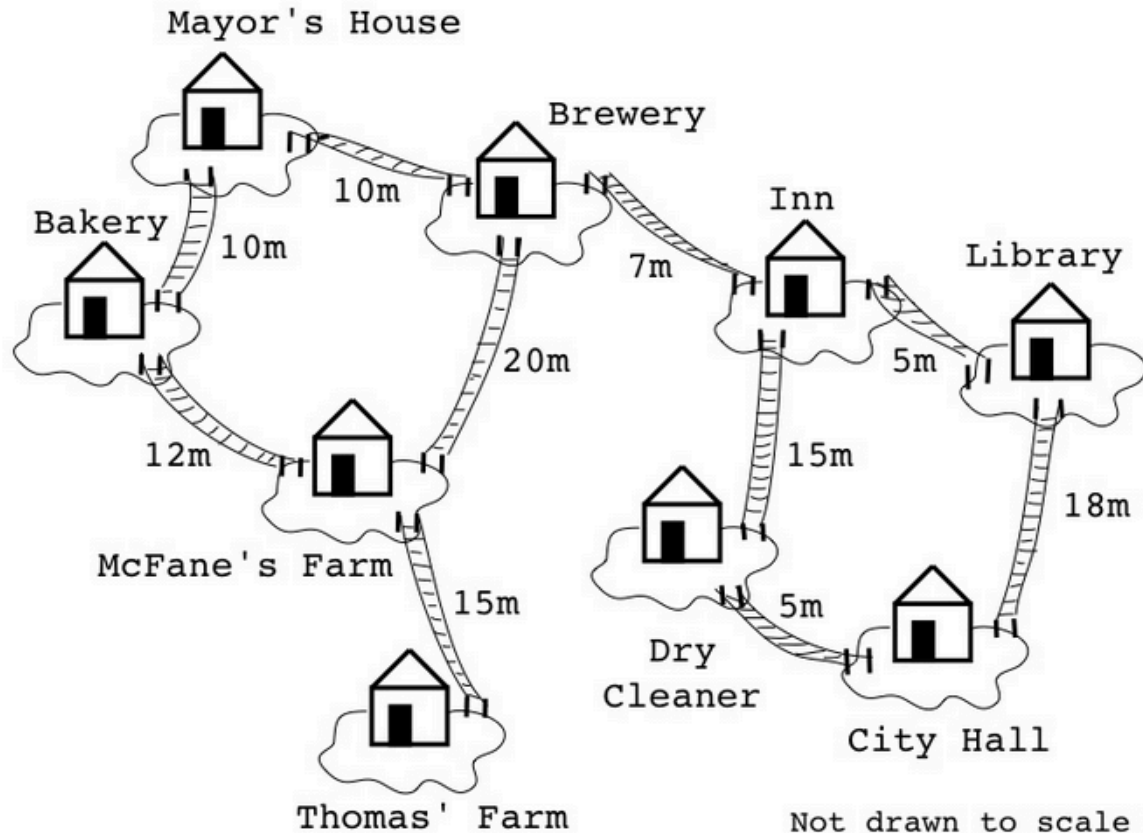 Mayor's House
Brewery
10m
Inn
Bakery
10m
7m
Library
20m
5m
12m
15m
18m
McFane's Farm
15m
5m
Dry
Cleaner
City Hall
Thomas' Farm
Not drawn to scale